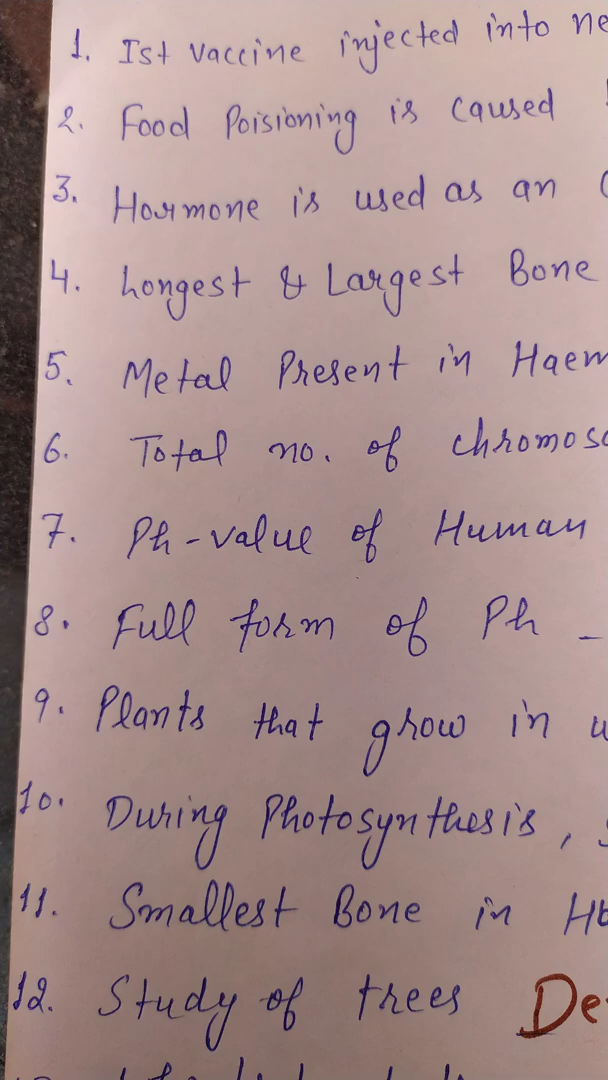 1. Ist vaccine injected into ne
2. Food Poisioning is caused
3. Hormone is used as an
4. Longest & Largest Bone
5. Metal Present in Haem
6. Total no. of chromoso
7. Ph-value of Human
8. Full form of Ph -
9. Plants that grow in
10. During Photosynthesis,
11. Smallest Bone in
12. Study of trees De